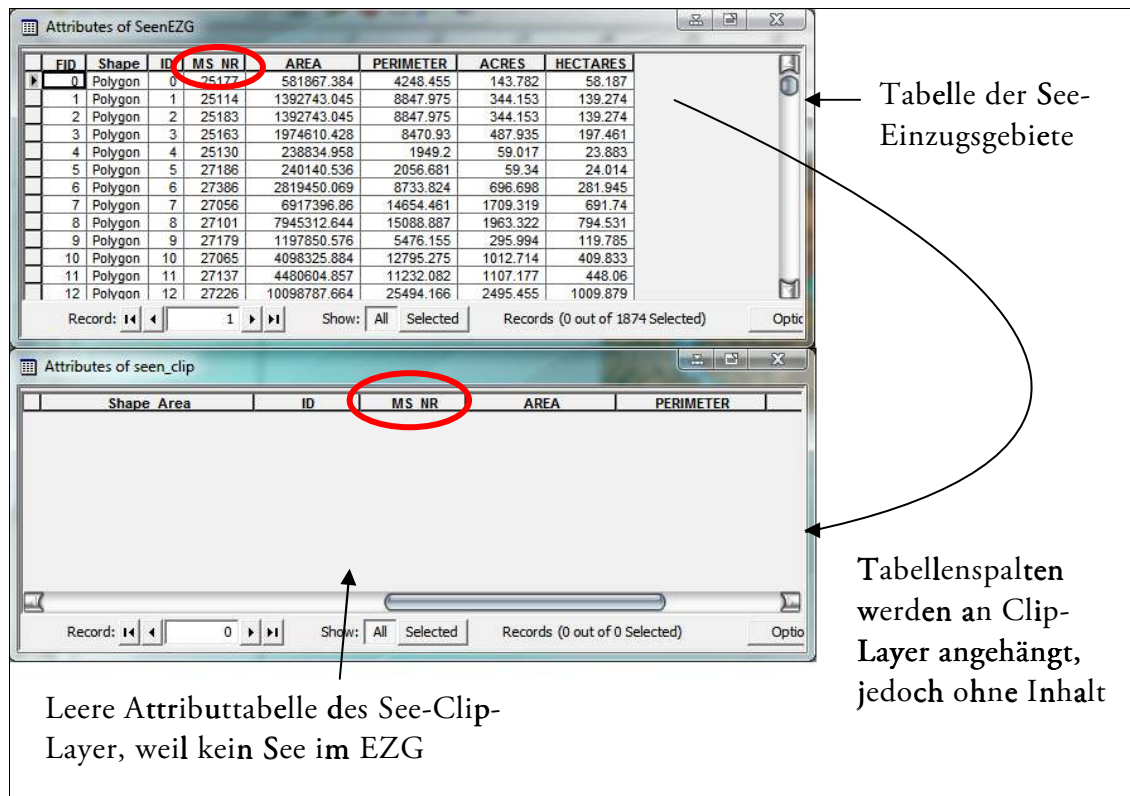 Attributes of SeenEZG
FID Shape ID MS_NR AREA PERIMETER ACRES HECTARES
0 Polygon 0 25177 581867.384 4248.455 143.782 58.187
1 Polygon 1 25114 1392743.045 8847.975 344.153 139.274
2 Polygon 2 25183 1392743.045 8847.975 344.153 139.274
3 Polygon 3 25163 1974610.428 8470.93 487.935 197.461
4 Polygon 4 25130 238834.958 1949.2 59.017 23.883
5 Polygon 5 27186 240140.536 2056.681 59.34 24.014
6 Polygon 6 27386 2819450.069 8733.824 696.698 281.945
7 Polygon 7 27056 6917396.86 14654.461 1709.319 691.74
8 Polygon 8 27101 7945312.644 15088.887 1963.322 794.531
9 Polygon 9 27179 1197850.576 5476.155 295.994 119.785
10 Polygon 10 27065 4098325.884 12795.275 1012.714 409.833
11 Polygon 11 27137 4480604.857 11232.082 1107.177 448.06
12 Polygon 12 27226 10098787.664 25494.166 2495.455 1009.879
Record: 1 Show: All Selected Records (0 out of 1874 Selected) Optic
Tabelle der See-
Einzugsgebiete
Attributes of seen_clip
Shape_Area ID MS_NR AREA PERIMETER
Record: 0 Show: All Selected Records (0 out of 0 Selected) Optio
Tabellenspalten
werden an Clip-
Layer angehängt,
jedoch ohne Inhalt
Leere Attributtabelle des See-Clip-
Layer, weil kein See im EZG